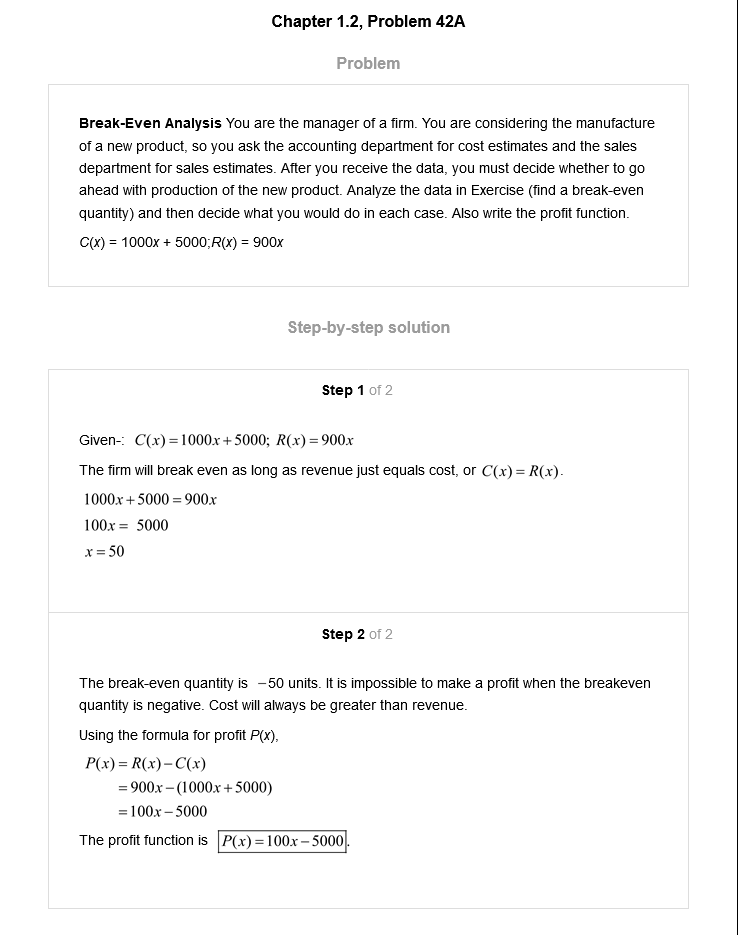 Chapter 1.2, Problem 42A
Problem
Break-Even Analysis You are the manager of a firm. You are considering the manufacture
of a new product, so you ask the accounting department for cost estimates and the sales
department for sales estimates. After you receive the data, you must decide whether to go
ahead with production of the new product. Analyze the data in Exercise (find a break-even
quantity) and then decide what you would do in each case. Also write the profit function.
C(x) = 1000x + 5000;R(x) = 900x
Step-by-step solution
Step 1 of 2
Given-: C(x) = 1000x + 5000; R(x) = 900x
The firm will break even as long as revenue just equals cost, or C(x) = R(x).
1000x + 5000 = 900x
100x = 5000
x = 50
Step 2 of 2
The break-even quantity is −50 units. It is impossible to make a profit when the breakeven
quantity is negative. Cost will always be greater than revenue.
Using the formula for profit P(x),
P(x) = R(x) − C(x)
= 900x − (1000x + 5000)
= 100x − 5000
The profit function is P(x) = 100x − 5000.